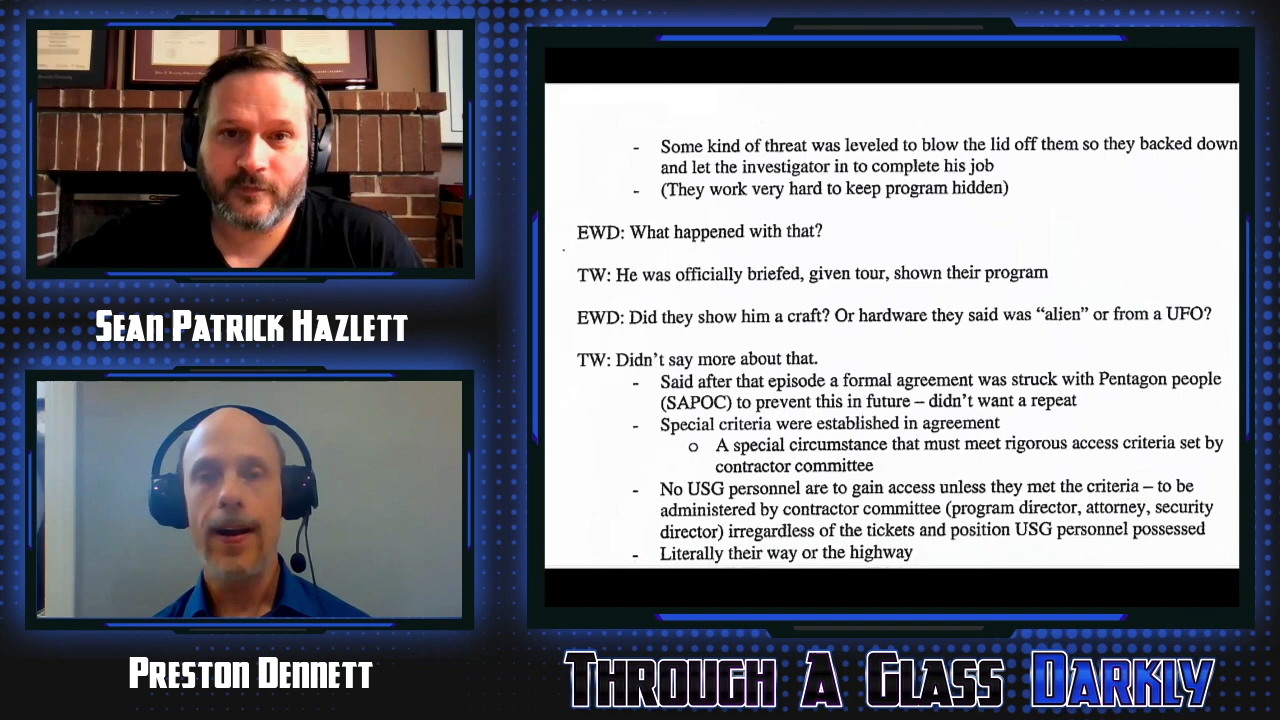 SEAN PATRICK HAZLETT
PRESTON DENNETT
- Some kind of threat was leveled to blow the lid off them so they backed down
and let the investigator in to complete his job
- (They work very hard to keep program hidden)
EWD: What happened with that?
TW: He was officially briefed, given tour, shown their program
EWD: Did they show him a craft? Or hardware they said was “alien” or from a UFO?
TW: Didn’t say more about that.
- Said after that episode a formal agreement was struck with Pentagon people
(SAPOC) to prevent this in future – didn’t want a repeat
- Special criteria were established in agreement
o A special circumstance that must meet rigorous access criteria set by
contractor committee
- No USG personnel are to gain access unless they met the criteria – to be
administered by contractor committee (program director, attorney, security
director) irregardless of the tickets and position USG personnel possessed
- Literally their way or the highway
THROUGH A GLASS DARKLY